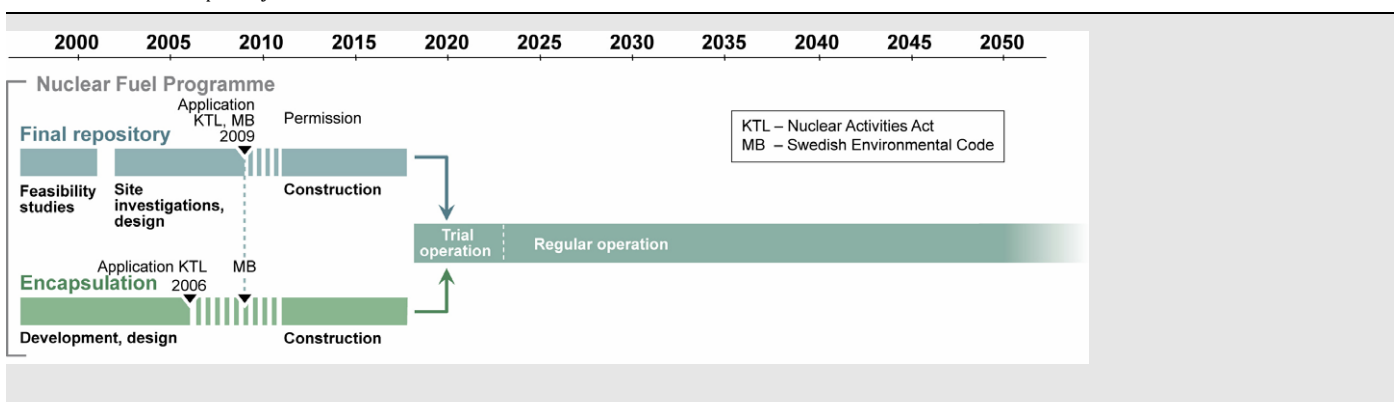 2000 2005 2010 2015 2020 2025 2030 2035 2040 2045 2050
Nuclear Fuel Programme
Application
KTL, MB
2009
Permission
Final repository
KTL – Nuclear Activities Act
MB – Swedish Environmental Code
Feasibility
studies
Site
investigations,
design
Construction
Trial
operation
Regular operation
Application KTL
2006
MB
Encapsulation
Development, design
Construction